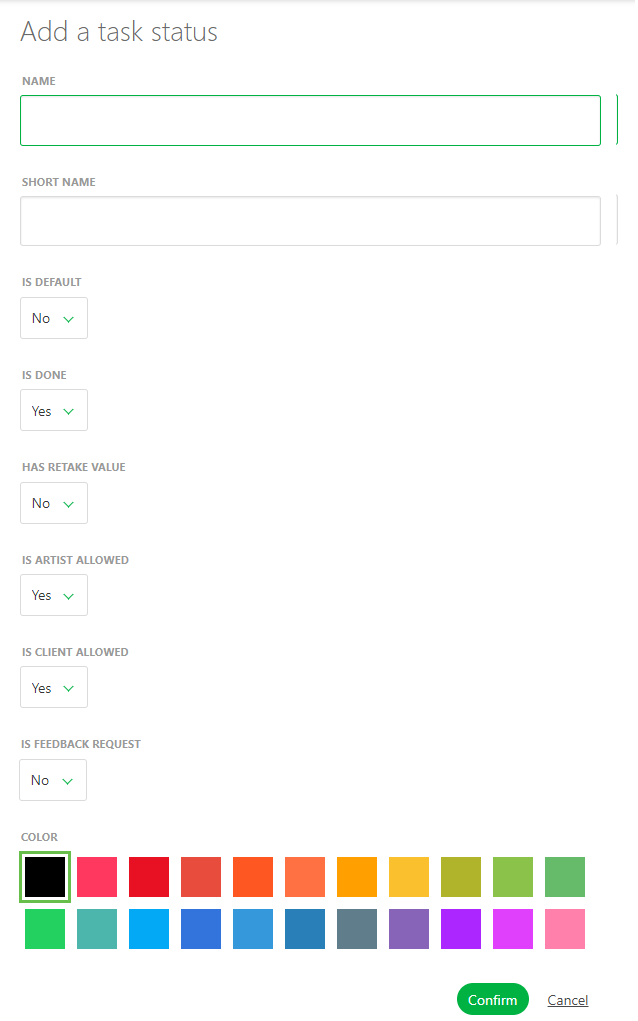 Add a task status
NAME
SHORT NAME
IS DEFAULT
No
IS DONE
Yes
HAS RETAKE VALUE
No
IS ARTIST ALLOWED
Yes
IS CLIENT ALLOWED
Yes
IS FEEDBACK REQUEST
No
COLOR
Confirm Cancel